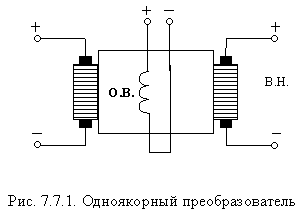 + + − +
О.В. В.Н.
− −
Рис. 7.7.1. Одноякорный преобразователь